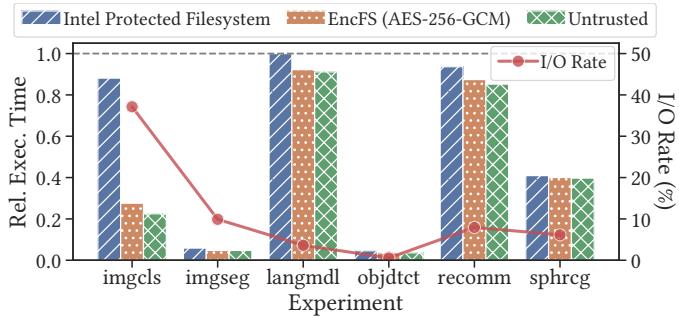 Intel Protected Filesystem EncFS (AES-256-GCM) Untrusted
I/O Rate
Rel. Exec. Time
1.0
0.8
0.6
0.4
0.2
0.0
50
40
30
20
10
0
I/O Rate (%)
imgcls imgseg langmdl objdtct recomm sphrcg
Experiment